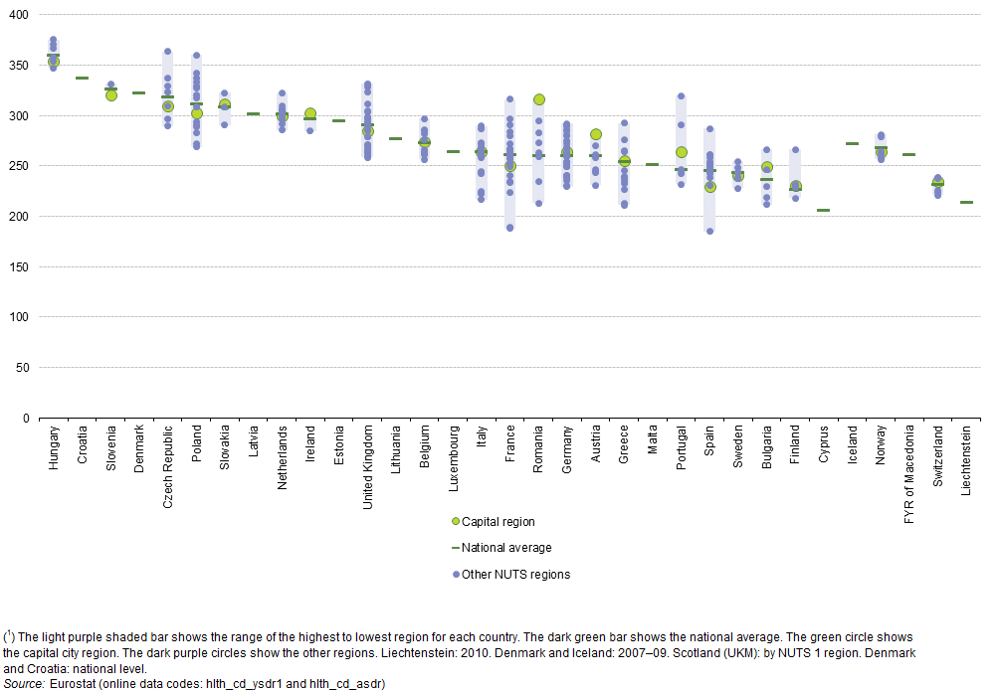 400
350
300
250
200
150
100
50
0
Hungary
Croatia
Slovenia
Denmark
Czech Republic
Poland
Slovakia
Latvia
Netherlands
Ireland
Estonia
United Kingdom
Lithuania
Belgium
Luxembourg
Italy
France
Romania
Germany
Austria
Greece
Malta
Portugal
Spain
Sweden
Bulgaria
Finland
Cyprus
Iceland
Norway
FYR of Macedonia
Switzerland
Liechtenstein
Capital region
National average
Other NUTS regions
(1) The light purple shaded bar shows the range of the highest to lowest region for each country. The dark green bar shows the national average. The green circle shows
the capital city region. The dark purple circles show the other regions. Liechtenstein: 2010. Denmark and Iceland: 2007–09. Scotland (UKM): by NUTS 1 region. Denmark
and Croatia: national level.
Source: Eurostat (online data codes: hlth_cd_ysdr1 and hlth_cd_asdr)